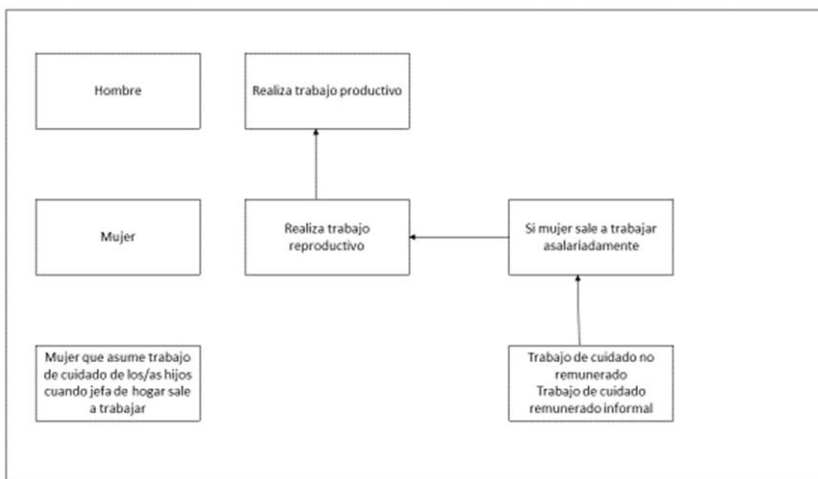 Hombre
Realiza trabajo productivo
Mujer
Realiza trabajo
reproductivo
Si mujer sale a trabajar
asalariadamente
Mujer que asume trabajo
de cuidado de los/as hijos
cuando jefa de hogar sale
a trabajar
Trabajo de cuidado no
remunerado
Trabajo de cuidado
remunerado informal